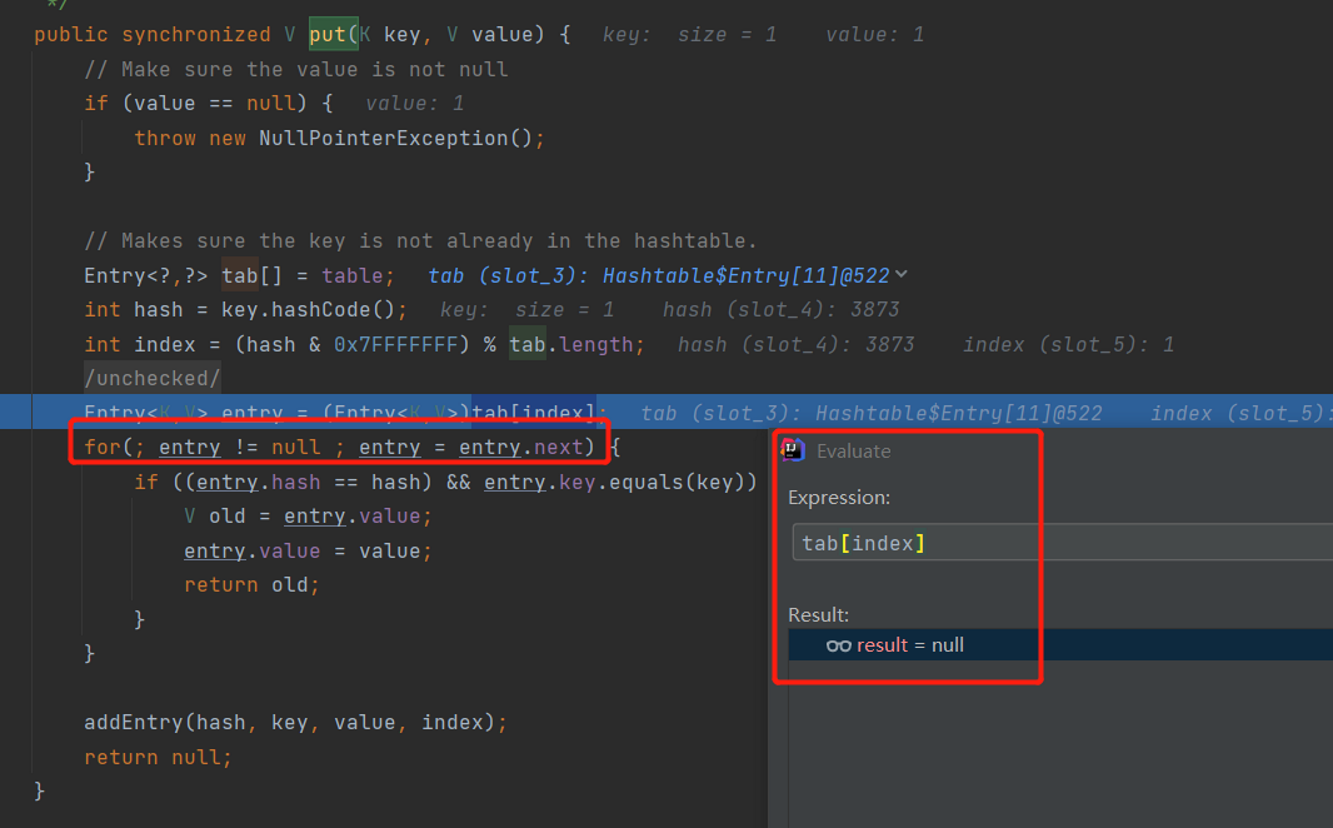 */
public synchronized V put(K key, V value) {   key:  size = 1    value: 1
// Make sure the value is not null
if (value == null) {   value: 1
throw new NullPointerException();
}
// Makes sure the key is not already in the hashtable.
Entry<?,?> tab[] = table;   tab (slot_3): Hashtable$Entry[11]@522
int hash = key.hashCode();   key:  size = 1    hash (slot_4): 3873
int index = (hash & 0x7FFFFFFF) % tab.length;   hash (slot_4): 3873    index (slot_5): 1
/unchecked/
Entry<K,V> entry = (Entry<K,V>)tab[index];   tab (slot_3): Hashtable$Entry[11]@522    index (slot_5):
for(; entry != null ; entry = entry.next) {
if ((entry.hash == hash) && entry.key.equals(key))
V old = entry.value;
entry.value = value;
return old;
}
}
addEntry(hash, key, value, index);
return null;
}
Evaluate
Expression:
tab[index]
Result:
result = null